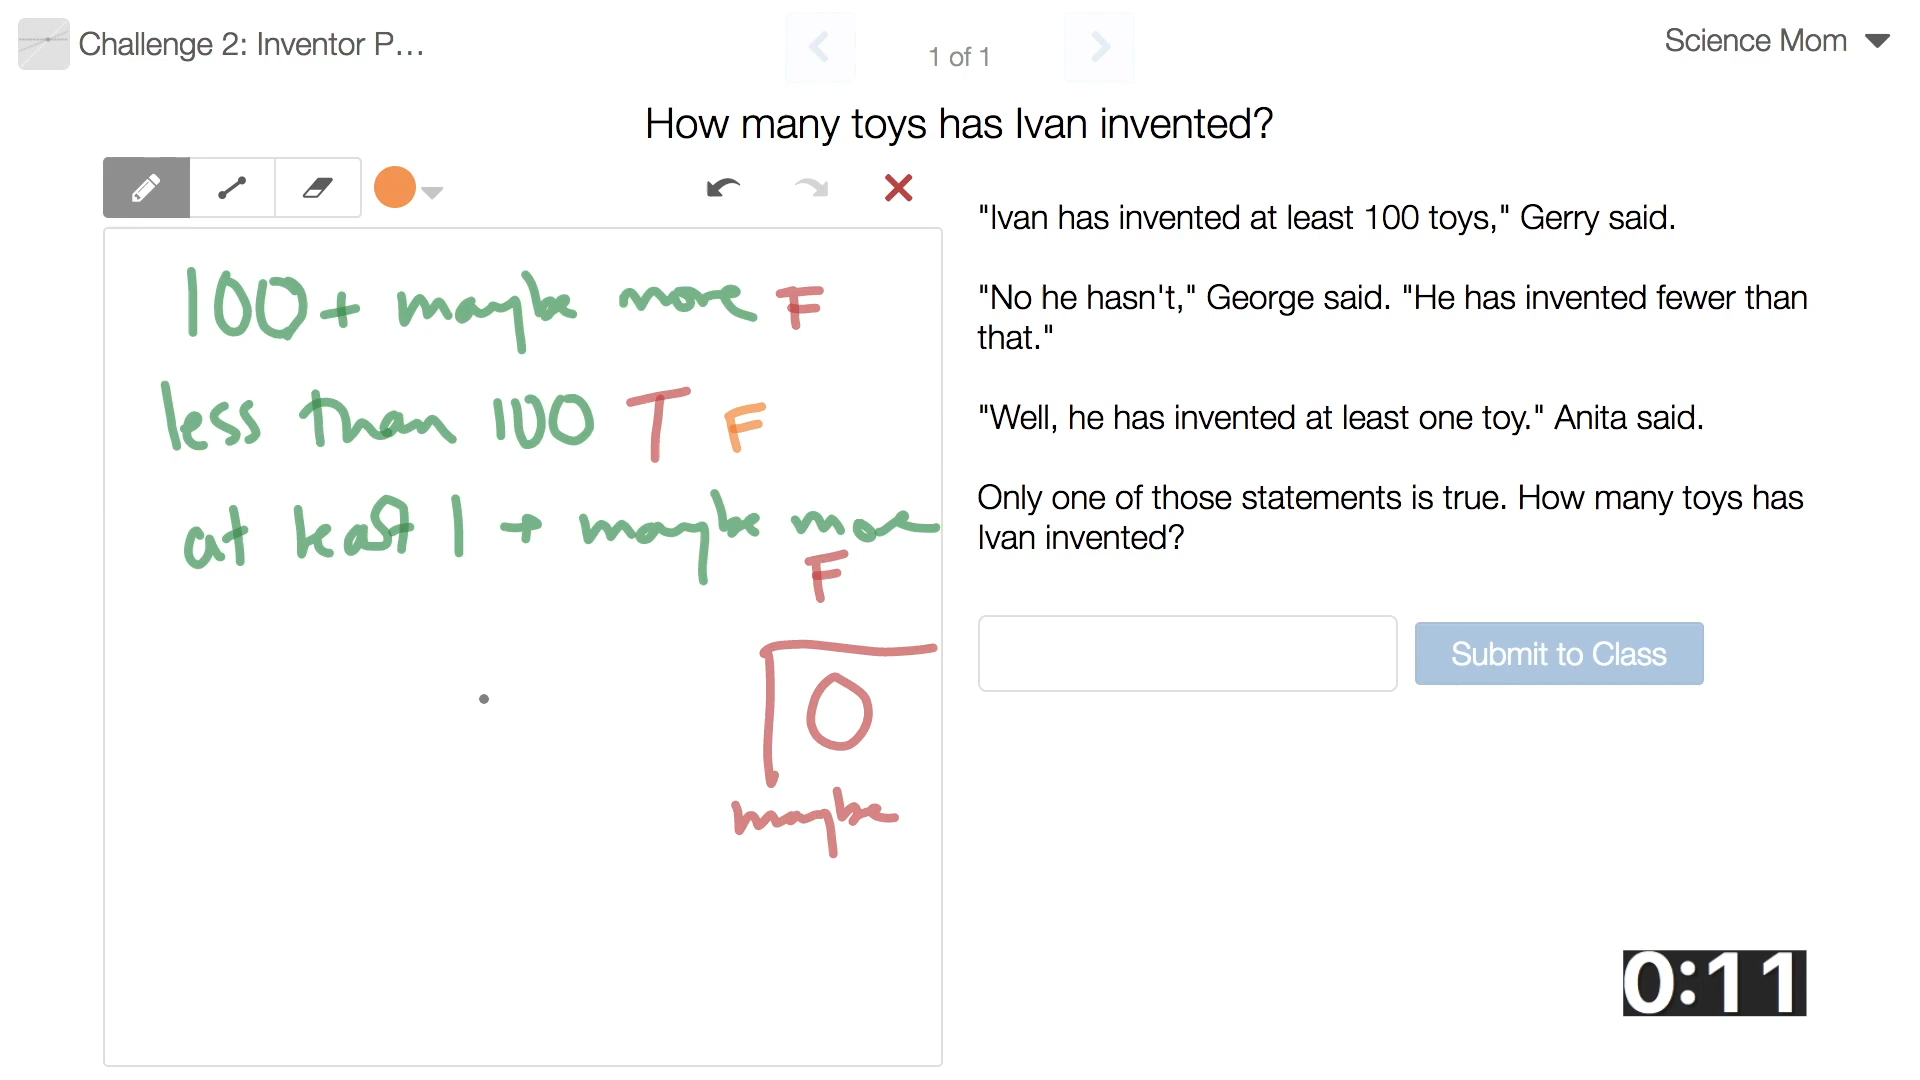 Challenge 2: Inventor P...
1 of 1
Science Mom
How many toys has Ivan invented?
100+ maybe more F
less than 100 T F
at least 1 + maybe more
F
0
maybe
"Ivan has invented at least 100 toys," Gerry said.
"No he hasn't," George said. "He has invented fewer than
that."
"Well, he has invented at least one toy." Anita said.
Only one of those statements is true. How many toys has
Ivan invented?
Submit to Class
0:11